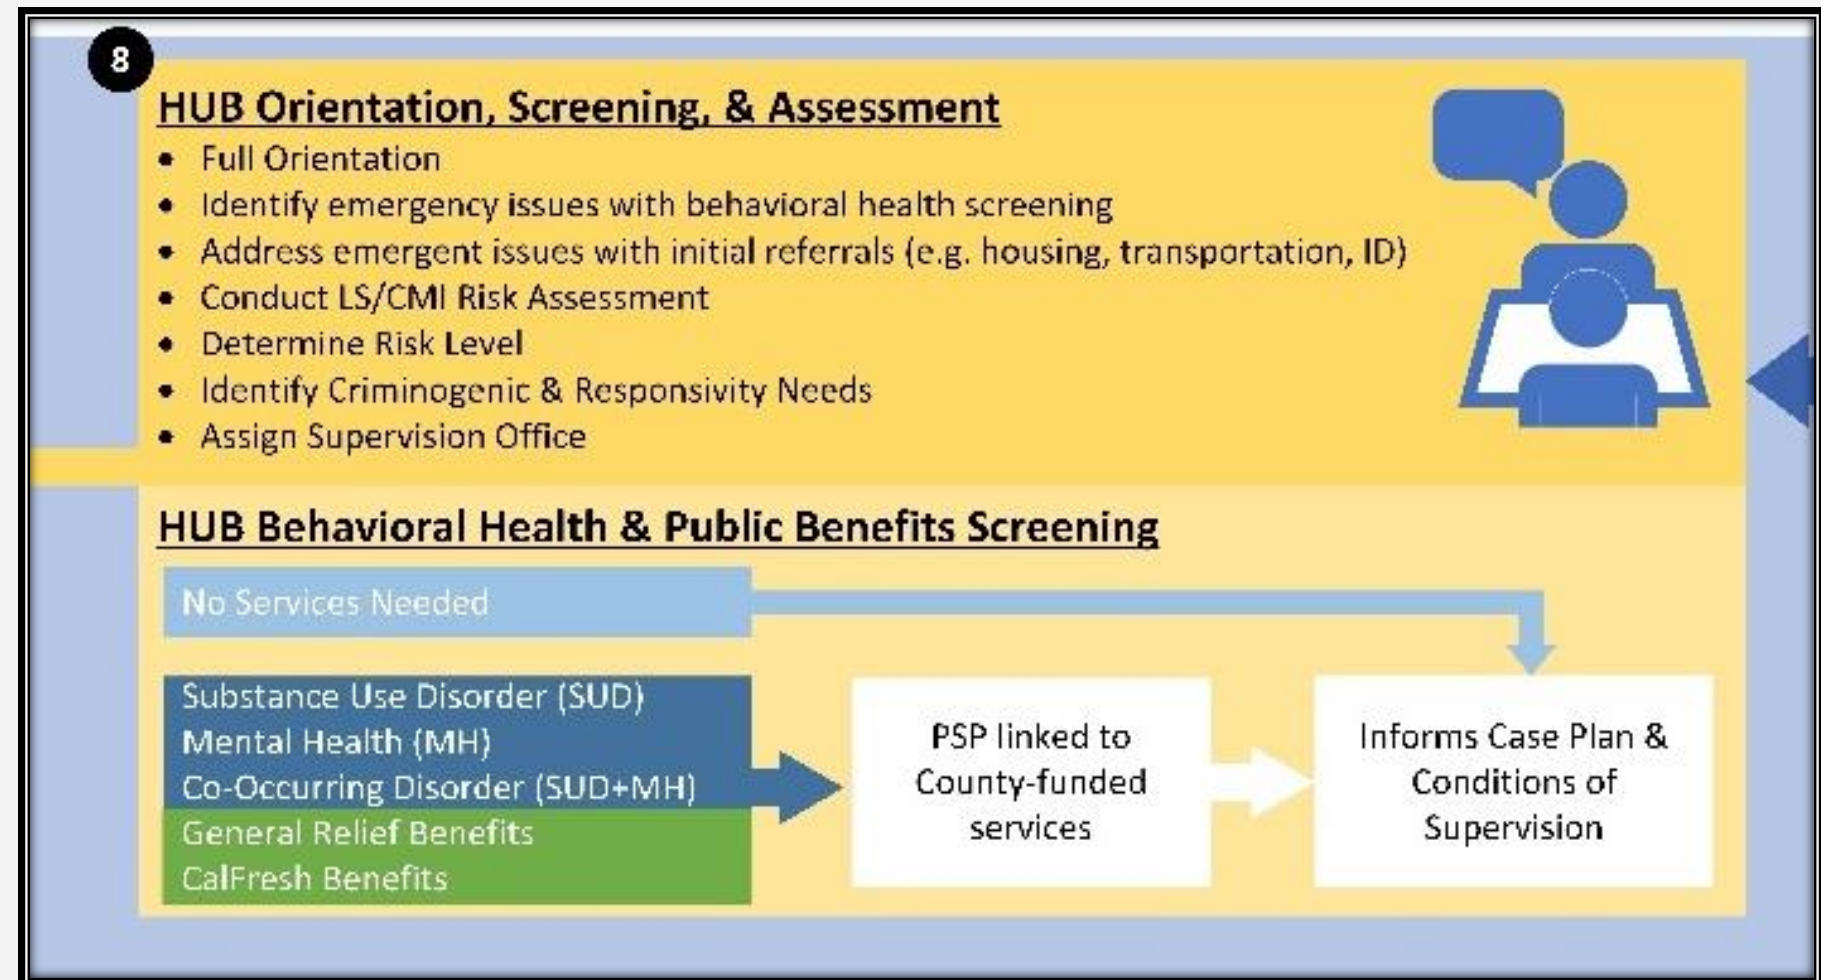 8
HUB Orientation, Screening, & Assessment
• Full Orientation
• Identify emergency issues with behavioral health screening
• Address emergent issues with initial referrals (e.g. housing, transportation, ID)
• Conduct LS/CMI Risk Assessment
• Determine Risk Level
• Identify Criminogenic & Responsivity Needs
• Assign Supervision Office
HUB Behavioral Health & Public Benefits Screening
No Services Needed
Substance Use Disorder (SUD)
Mental Health (MH)
Co-Occurring Disorder (SUD+MH)
General Relief Benefits
CalFresh Benefits
PSP linked to
County-funded
services
Informs Case Plan &
Conditions of
Supervision